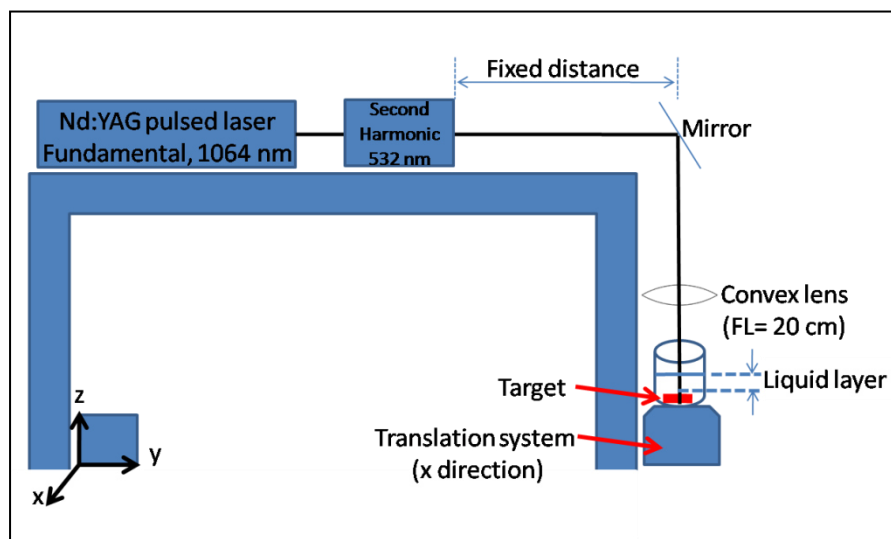 Fixed distance
Nd:YAG pulsed laser
Fundamental, 1064 nm
Second
Harmonic
532 nm
Mirror
Convex lens
(FL= 20 cm)
Liquid layer
Target
Translation system
(x direction)
z
y
x